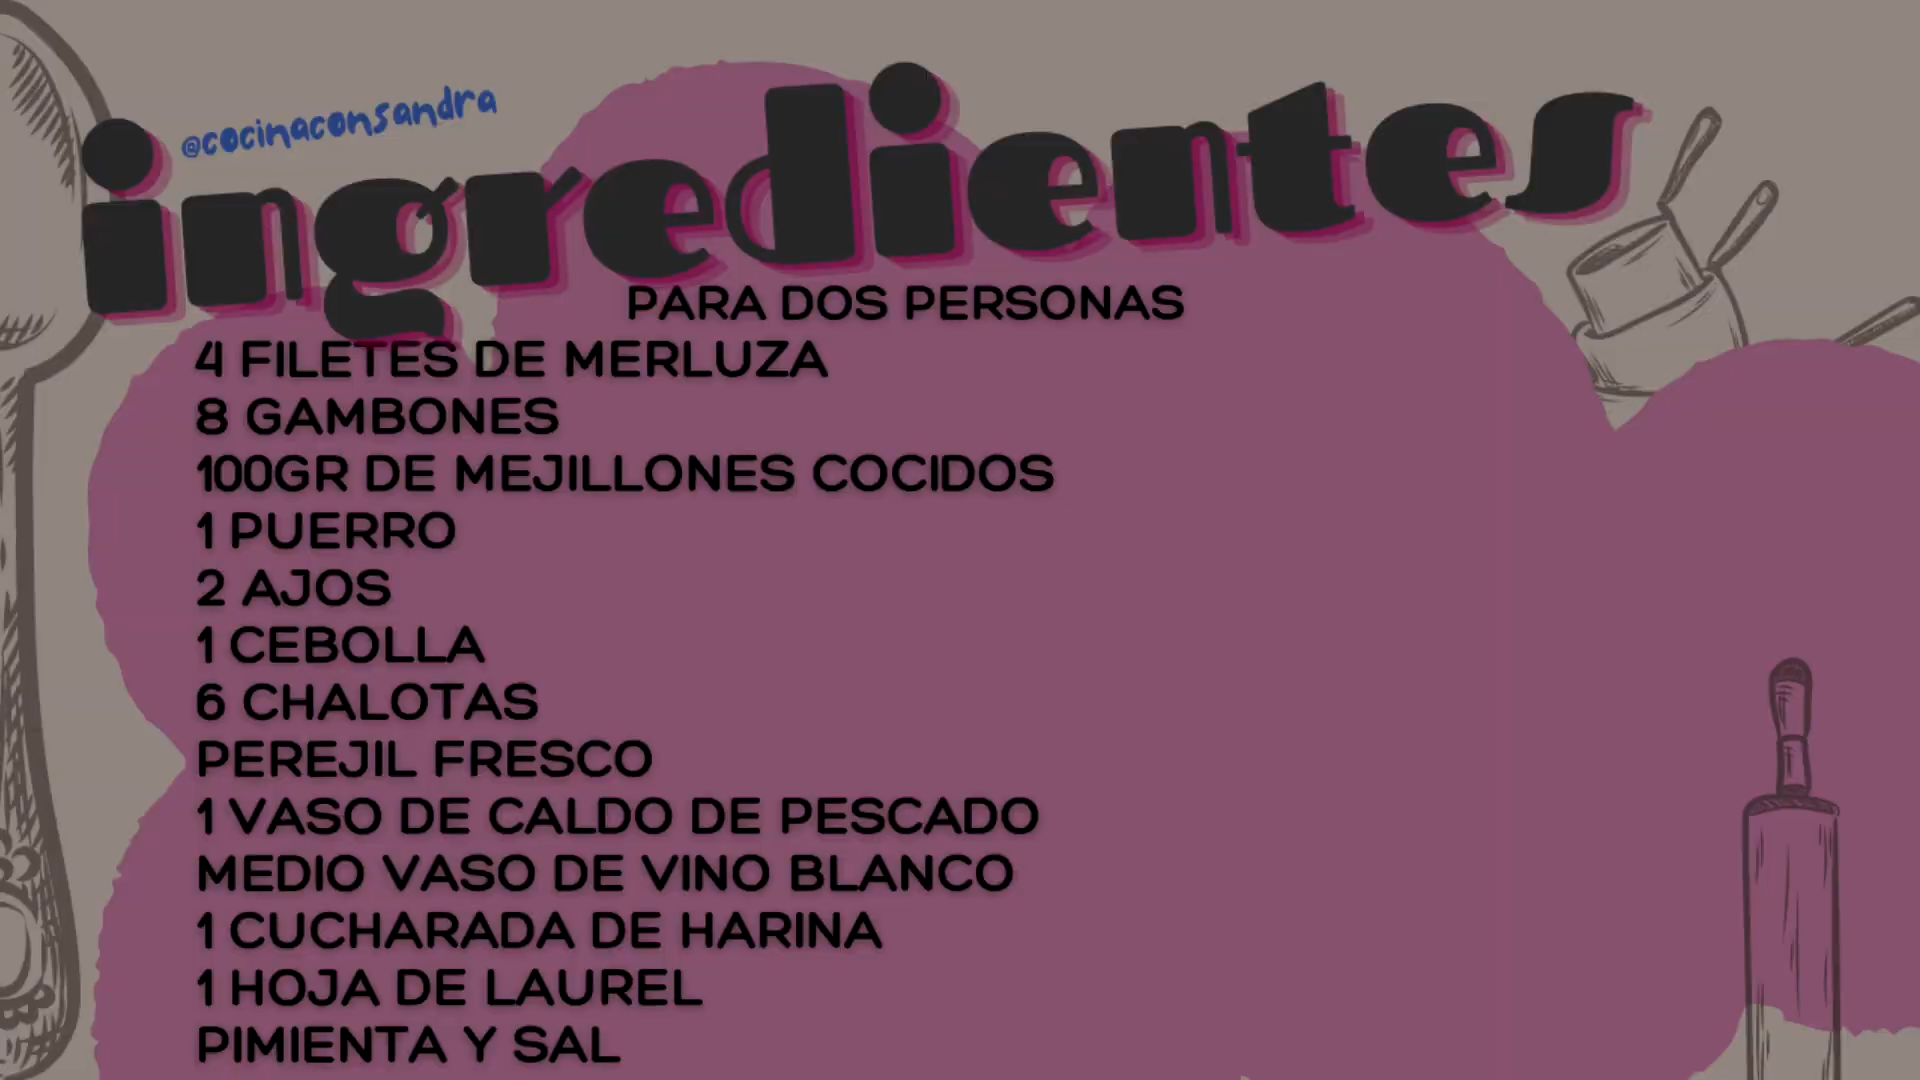 @cocinaconsandra
ingredientes
PARA DOS PERSONAS
4 FILETES DE MERLUZA
8 GAMBONES
100GR DE MEJILLONES COCIDOS
1 PUERRO
2 AJOS
1 CEBOLLA
6 CHALOTAS
PEREJIL FRESCO
1 VASO DE CALDO DE PESCADO
MEDIO VASO DE VINO BLANCO
1 CUCHARADA DE HARINA
1 HOJA DE LAUREL
PIMIENTA Y SAL